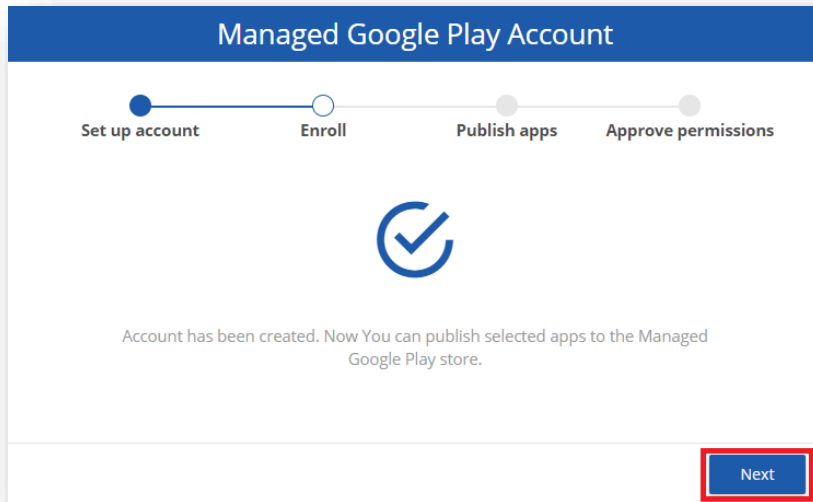 Managed Google Play Account
Set up account
Enroll
Publish apps
Approve permissions
Account has been created. Now You can publish selected apps to the Managed
Google Play store.
Next